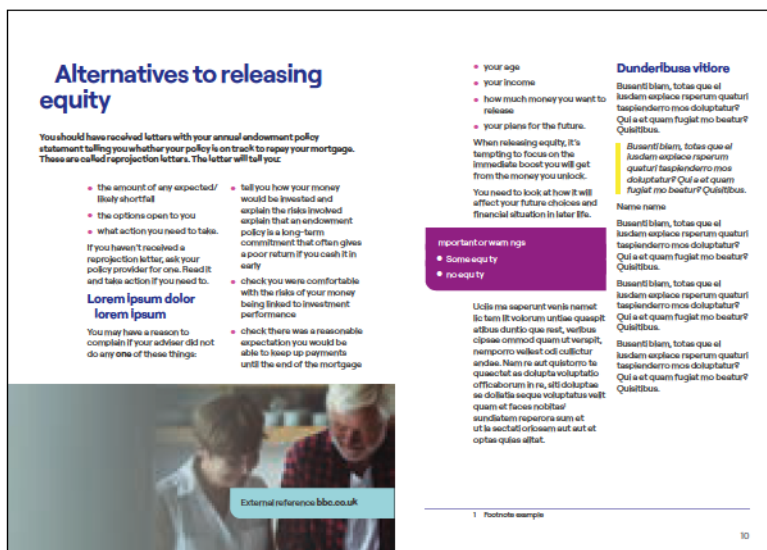 Alternatives to releasing
equity
You should have received letters with your annual endowment policy
statement telling you whether your policy is on track to repay your mortgage.
These are called reprojection letters. The letter will tell you:
• the amount of any expected/
likely shortfall
• the options open to you
• what action you need to take.
If you haven't received a
reprojection letter, ask your
policy provider for one. Read it
and take action if you need to.
Lorem ipsum dolor
lorem ipsum
You may have a reason to
complain if your adviser did not
do any one of these things:
• tell you how your money
would be invested and
explain the risks involved
explain that an endowment
policy is a long-term
commitment that often gives
a poor return if you cash it in
early
• check you were comfortable
with the risks of your money
being linked to investment
performance
• check there was a reasonable
expectation you would be
able to keep up payments
until the end of the mortgage
External reference bbc.co.uk
• your age
• your income
• how much money you want to
release
• your plans for the future.
When releasing equity, it's
tempting to focus on the
immediate boost you will get
from the money you unlock.
You need to look at how it will
affect your future choices and
financial situation in later life.
mportant or warn ngs
• Some equ ty
• no equ ty
Uciis ma saperunt venis namet
lic tem lit volorum untiae quaspit
atibus duntio que rest, veribus
cipsae ommod quam ut verspit,
nemporro vellest odi cullictur
andae. Nam re aut quistorro te
quaectet as dolupta voluptatio
officaborum in re, siti doluptae
se dollatia seque voluptatus velit
quam et faces nobitas/
sundiatem reperora sum et
ut la sectati oriosam aut aut et
optas quias alitat.
1 Footnote example
Dunderibusa vitiore
Busanti blam, totas que el
iusdam explace rsperum quaturi
taspienderro mos doluptatur?
Qui a et quam fugiat mo beatur?
Quisitibus.
Busanti blam, totas que el
iusdam explace rsperum
quaturi taspienderro mos
doluptatur? Qui a et quam
fugiat mo beatur? Quisitibus.
Name name
Busanti blam, totas que el
iusdam explace rsperum quaturi
taspienderro mos doluptatur?
Qui a et quam fugiat mo beatur?
Quisitibus.
Busanti blam, totas que el
iusdam explace rsperum quaturi
taspienderro mos doluptatur?
Qui a et quam fugiat mo beatur?
Quisitibus.
Busanti blam, totas que el
iusdam explace rsperum quaturi
taspienderro mos doluptatur?
Qui a et quam fugiat mo beatur?
Quisitibus.
10